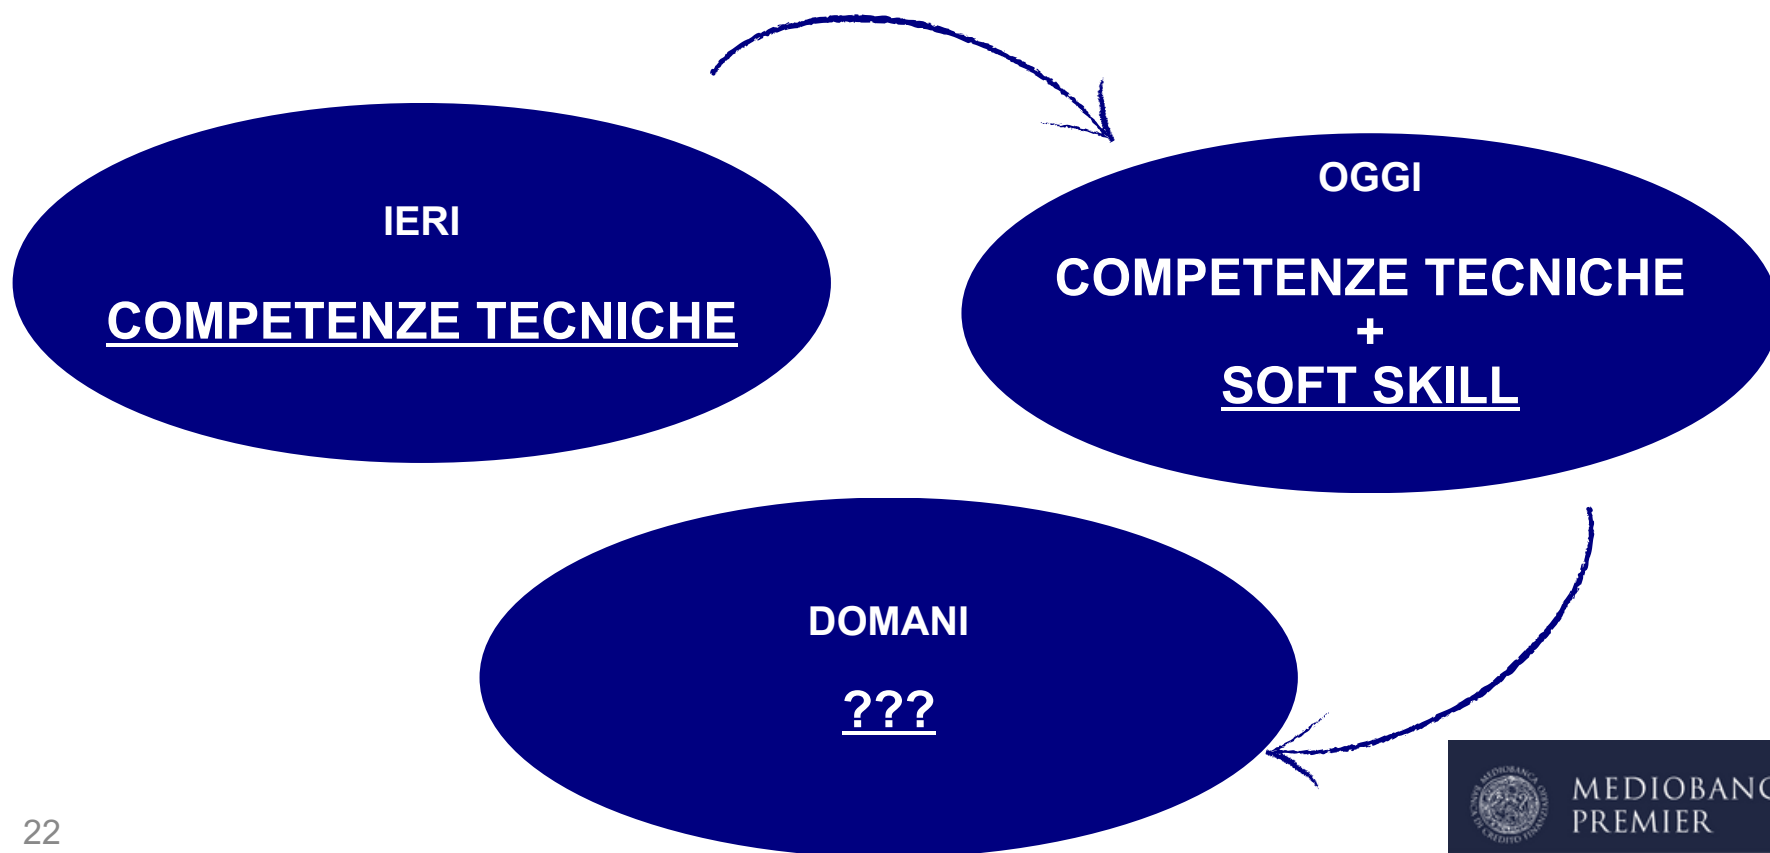 IERI
COMPETENZE TECNICHE
OGGI
COMPETENZE TECNICHE
+
SOFT SKILL
DOMANI
???
22
MEDIOBANC
PREMIER